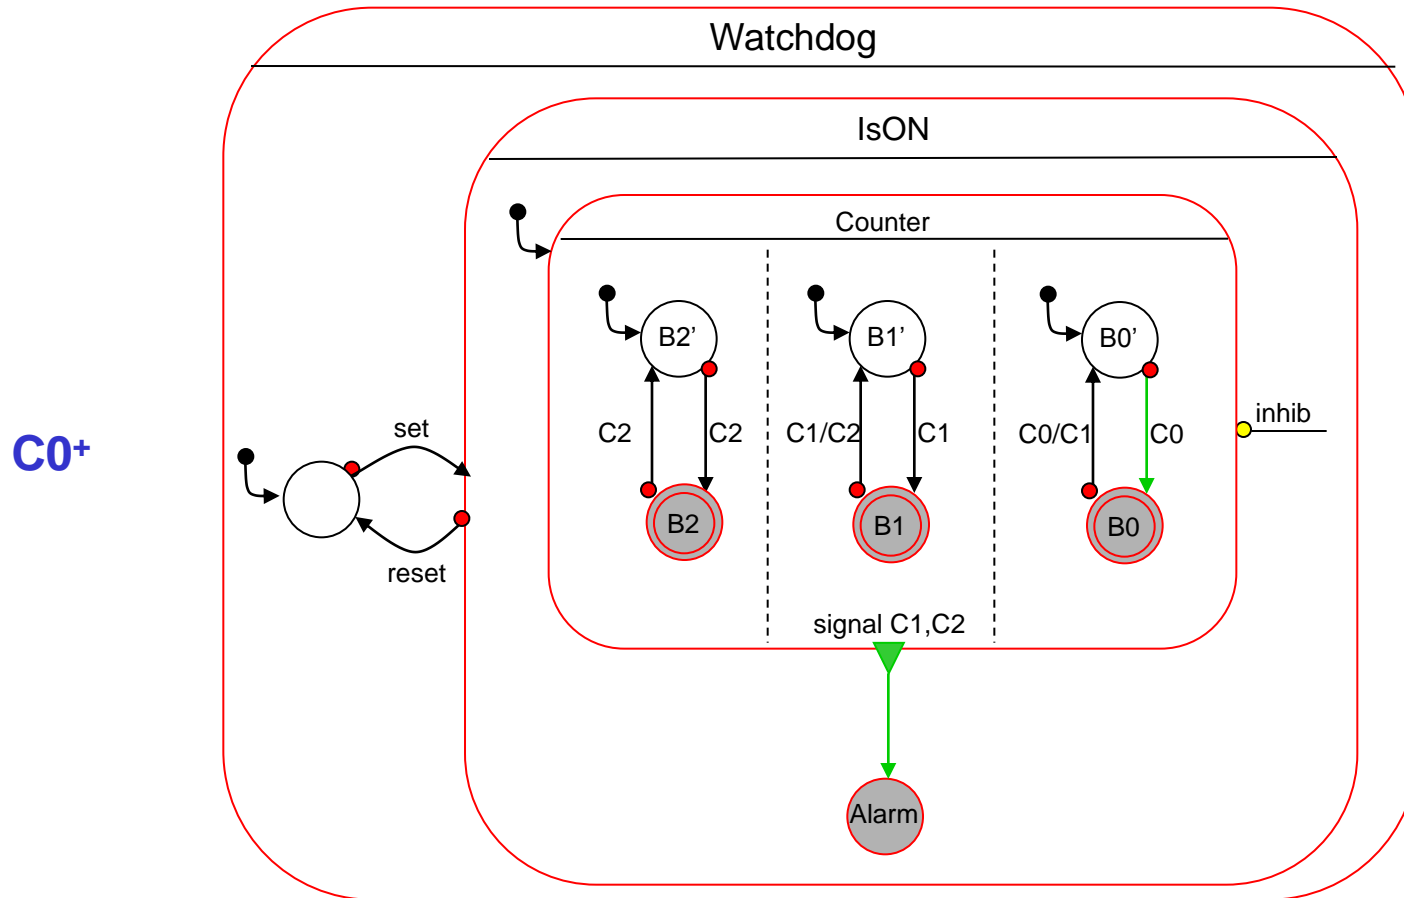 Watchdog
IsON
Counter
B2’
B1’
B0’
C2
C2
C1/C2
C1
C0/C1
C0
inhib
set
C0+
B2
B1
B0
reset
signal C1,C2
Alarm